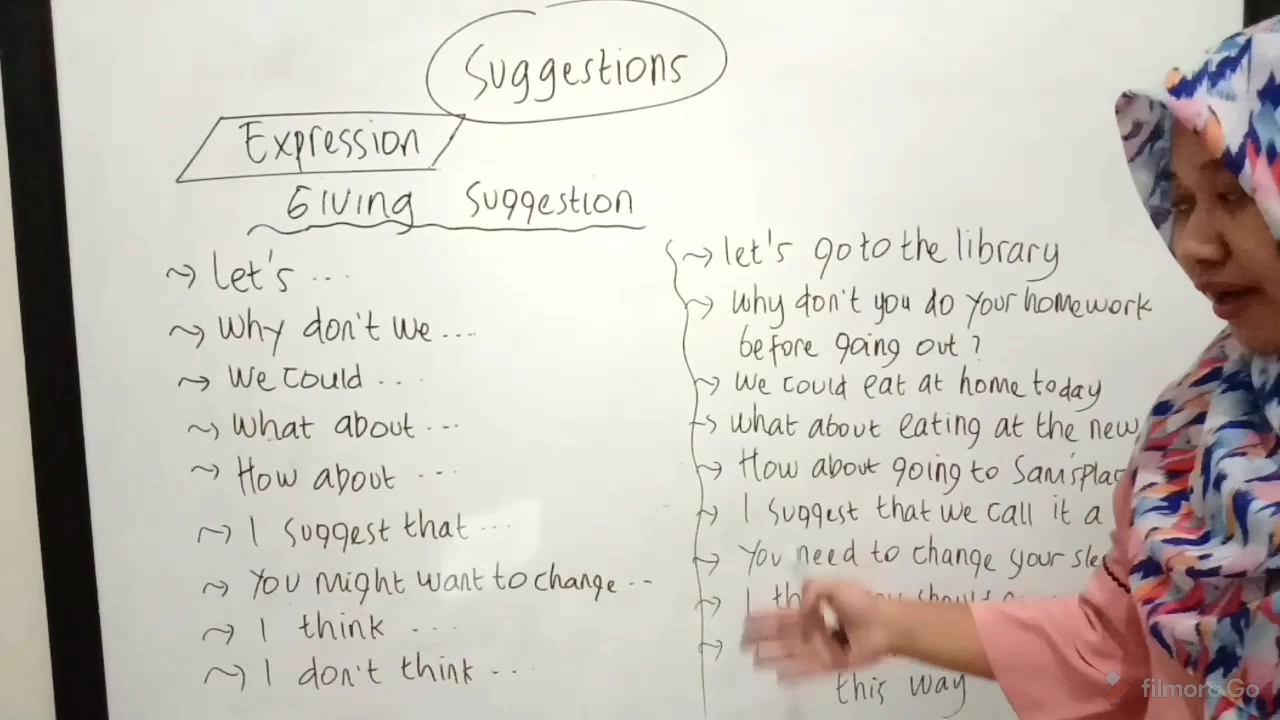 Suggestions
Expression
Giving Suggestion
~> Let's ...
~> Why don't we ...
~> We could ...
~> What about ...
~> How about ...
~> I suggest that ...
~> You might want to change ...
~> I think ...
~> I don't think ...
~> let's go to the library
~> Why don't you do your homework
before going out ?
~> We could eat at home today
~> What about eating at the new
~> How about going to Sam's
~> I suggest that we call it a
~> You need to change your
~> I should
this way
filmoraGo